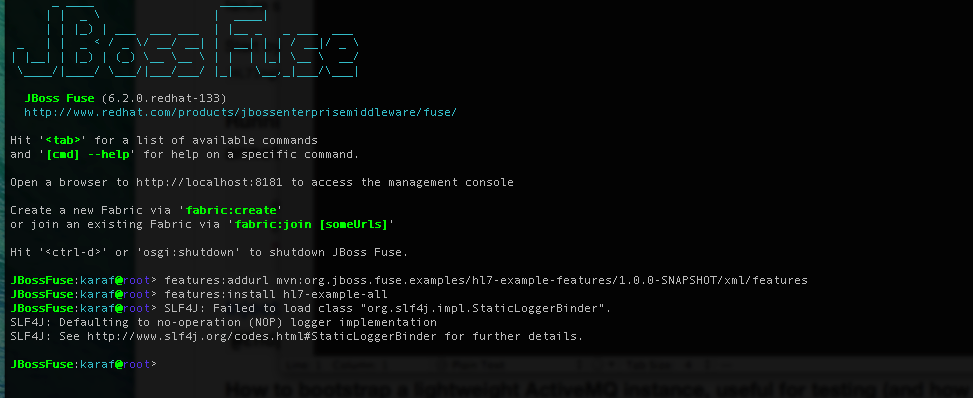 JBossFuse
JBoss Fuse (6.2.0.redhat-133)
http://www.redhat.com/products/jbossenterprisemiddleware/fuse/
Hit '<tab>' for a list of available commands
and '[cmd] --help' for help on a specific command.
Open a browser to http://localhost:8181 to access the management console
Create a new Fabric via 'fabric:create'
or join an existing Fabric via 'fabric:join [someUrls]'
Hit '<ctrl-d>' or 'osgi:shutdown' to shutdown JBoss Fuse.
JBossFuse:karaf@root> features:addurl mvn:org.jboss.fuse.examples/hl7-example-features/1.0.0-SNAPSHOT/xml/features
JBossFuse:karaf@root> features:install hl7-example-all
JBossFuse:karaf@root> SLF4J: Failed to load class "org.slf4j.impl.StaticLoggerBinder".
SLF4J: Defaulting to no-operation (NOP) logger implementation
SLF4J: See http://www.slf4j.org/codes.html#StaticLoggerBinder for further details.
JBossFuse:karaf@root>
How to bootstrap a lightweight ActiveMQ instance, useful for testing (and how